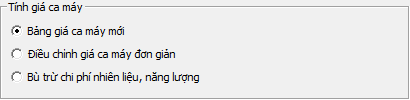 Tính giá ca máy
Bảng giá ca máy mới
Điều chỉnh giá ca máy đơn giản
Bù trừ chi phí nhiên liệu, năng lượng